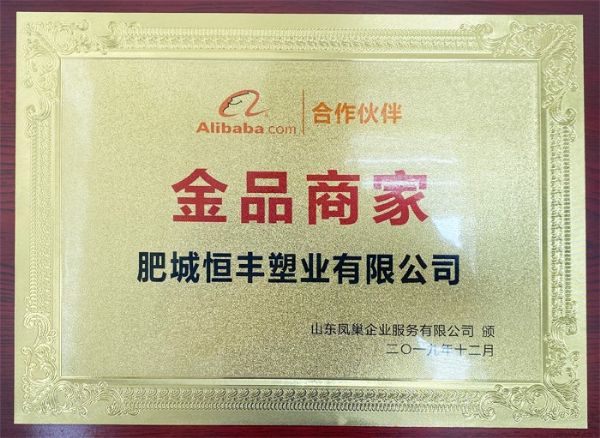 Alibaba.com | 合作伙伴
金品商家
肥城恒丰塑业有限公司
山东凤巢企业服务有限公司 颁
二〇一九年十二月